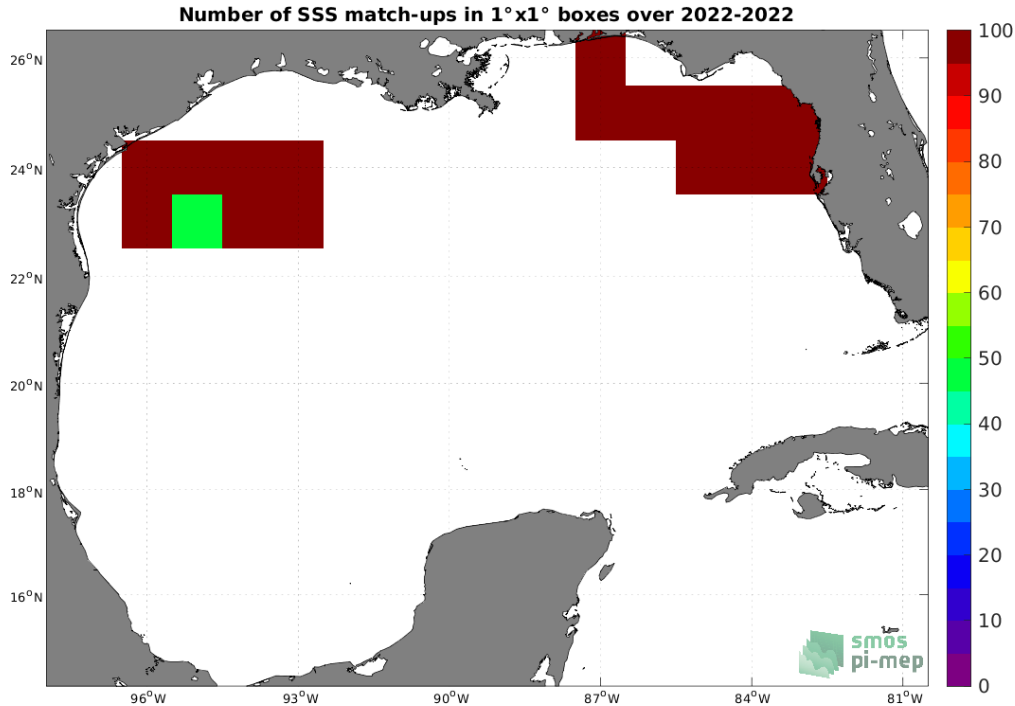 Number of SSS match-ups in 1°x1° boxes over 2022-2022
26°N
24°N
22°N
20°N
18°N
16°N
96°W
93°W
90°W
87°W
84°W
81°W
100
90
80
70
60
50
40
30
20
10
0
smos
pi-mep